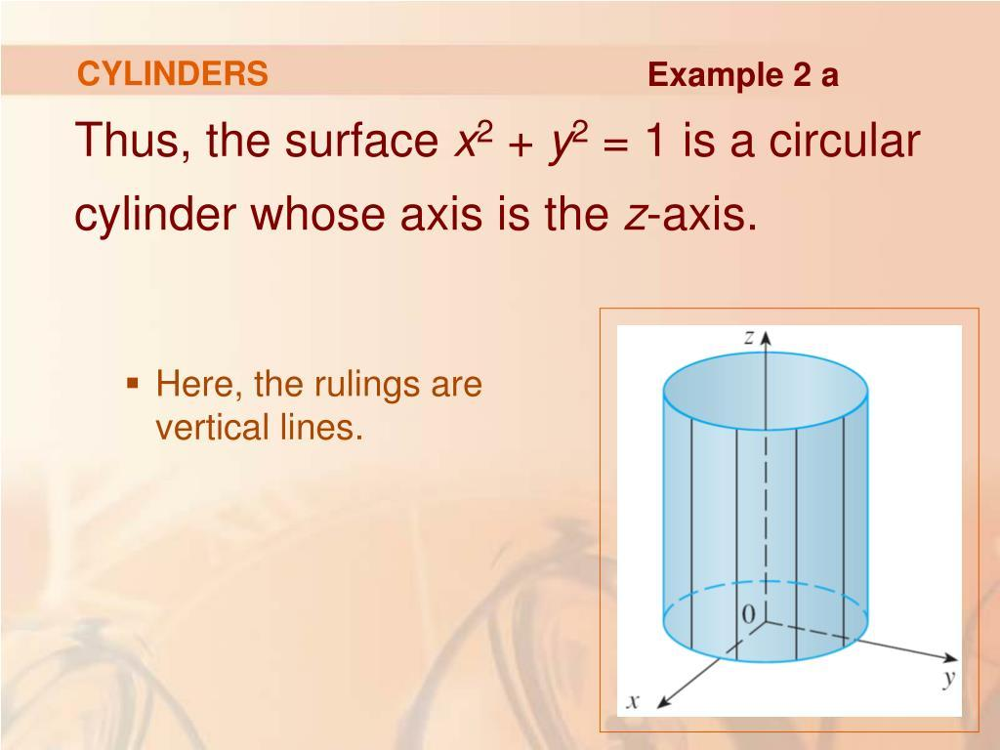 CYLINDERS
Example 2 a
Thus, the surface x² + y² = 1 is a circular
cylinder whose axis is the z-axis.
▪ Here, the rulings are
vertical lines.
z
0
x
y